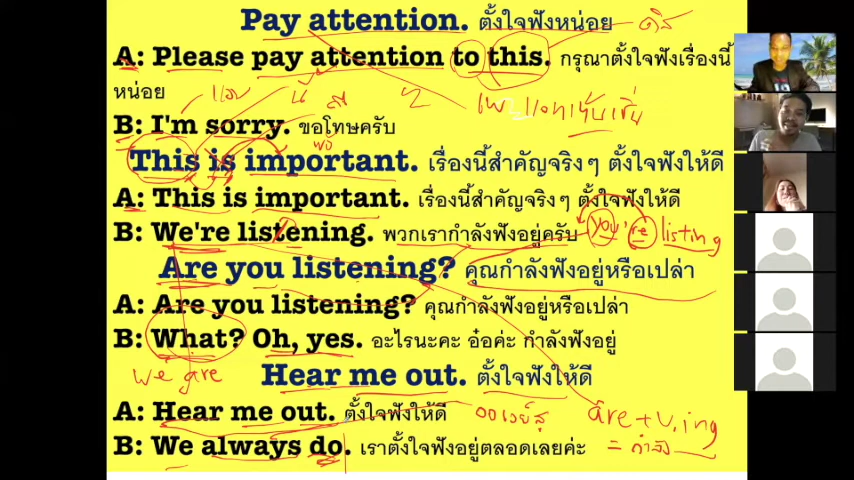 Pay attention. ตั้งใจฟังหน่อย
A: Please pay attention to this. กรุณาตั้งใจฟังเรื่องนี้
หน่อย
B: I'm sorry. ขอโทษครับ
This is important. เรื่องนี้สำคัญจริง ๆ ตั้งใจฟังให้ดี
A: This is important. เรื่องนี้สำคัญจริง ๆ ตั้งใจฟังให้ดี
B: We're listening. พวกเรากำลังฟังอยู่ครับ you're listing
Are you listening? คุณกำลังฟังอยู่หรือเปล่า
A: Are you listening? คุณกำลังฟังอยู่หรือเปล่า
B: What? Oh, yes. อะไรนะคะ อ๋อค่ะ กำลังฟังอยู่
we are
Hear me out. ตั้งใจฟังให้ดี
A: Hear me out. ตั้งใจฟังให้ดี
are + v.ing
B: We always do. เราตั้งใจฟังอยู่ตลอดเลยค่ะ
= กำลัง